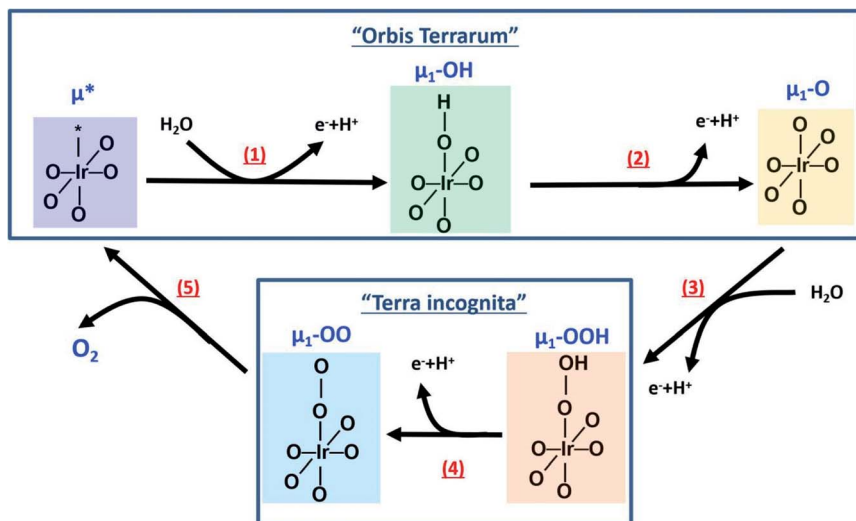 “Orbis Terrarum”
μ*
μ₁-OH
μ₁-O
H₂O
(1)
e⁻+H⁺
(2)
e⁻+H⁺
*
O
O—Ir—O
O
O
H
O
O
O—Ir—O
O
O
O
O
O—Ir—O
O
O
(5)
O₂
(3)
H₂O
e⁻+H⁺
“Terra incognita”
μ₁-OO
μ₁-OOH
O
O
O
O—Ir—O
O
O
e⁻+H⁺
(4)
OH
O
O
O—Ir—O
O
O